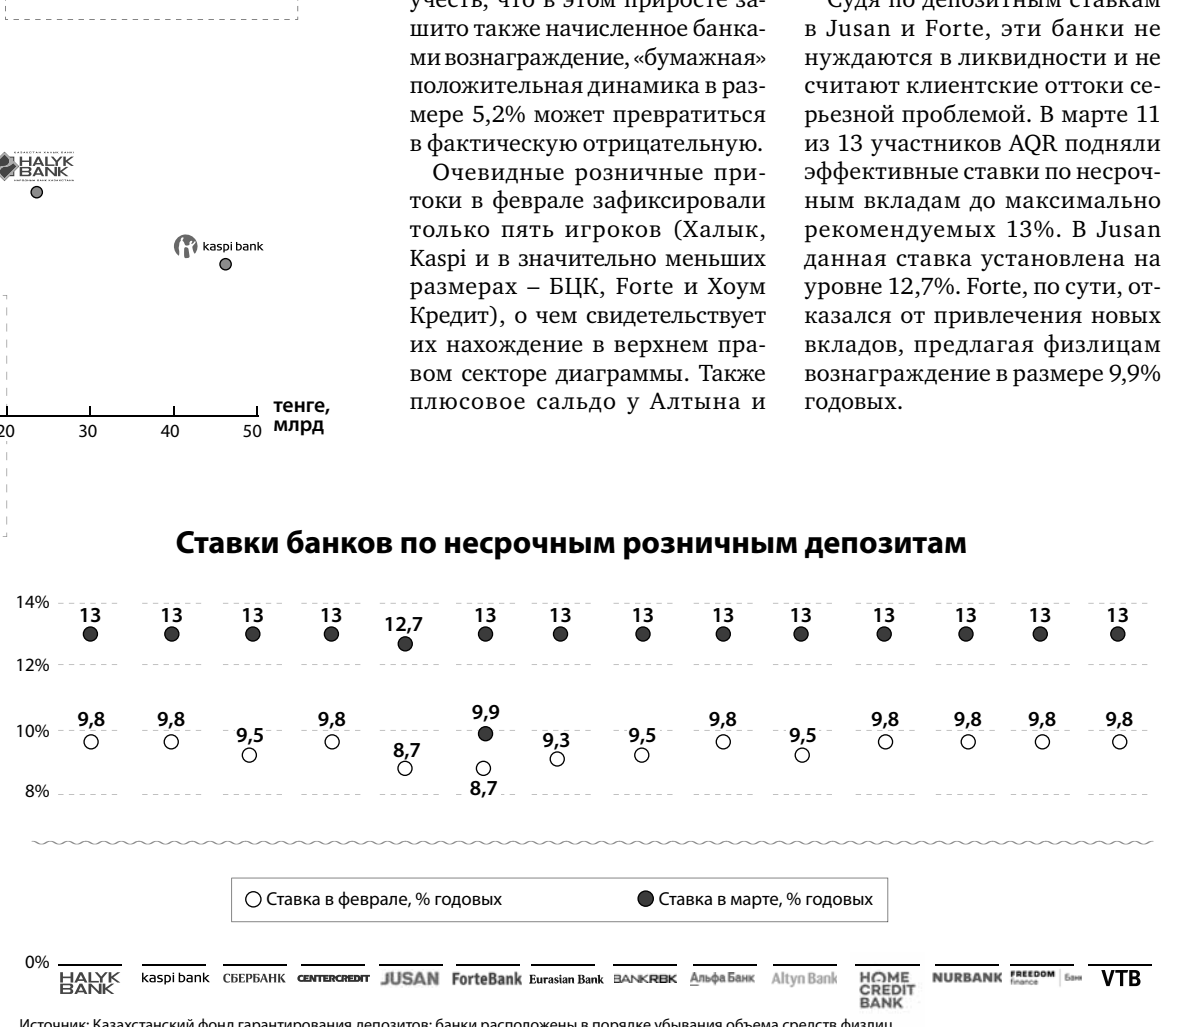 учесть, что в этом приросте за-
шито также начисленное банка-
ми вознаграждение, «бумажная»
положительная динамика в раз-
мере 5,2% может превратиться
в фактическую отрицательную.
Очевидные розничные при-
токи в феврале зафиксировали
только пять игроков (Халык,
Kaspi и в значительно меньших
размерах – БЦК, Forte и Хоум
Кредит), о чем свидетельствует
их нахождение в верхнем пра-
вом секторе диаграммы. Также
плюсовое сальдо у Алтына и
Судя по депозитным ставкам
в Jusan и Forte, эти банки не
нуждаются в ликвидности и не
считают клиентские оттоки се-
рьезной проблемой. В марте 11
из 13 участников AQR подняли
эффективные ставки по несроч-
ным вкладам до максимально
рекомендуемых 13%. В Jusan
данная ставка установлена на
уровне 12,7%. Forte, по сути, от-
казался от привлечения новых
вкладов, предлагая физлицам
вознаграждение в размере 9,9%
годовых.
HALYK
BANK
kaspi bank
20 30 40 50
тенге,
млрд
Ставки банков по несрочным розничным депозитам
14%
13 13 13 13 12,7 13 13 13 13 13 13 13 13 13
12%
9,8 9,8 9,5 9,8 8,7 9,9 9,3 9,5 9,8 9,5 9,8 9,8 9,8 9,8
10%
8,7
8%
Ставка в феврале, % годовых Ставка в марте, % годовых
0%
HALYK BANK
kaspi bank
СБЕРБАНК
CENTERCREDIT
JUSAN
ForteBank
Eurasian Bank
BANKRBK
Альфа Банк
Altyn Bank
HOME CREDIT BANK
NURBANK
FREEDOM finance Банк
VTB
Источник: Казахстанский фонд гарантирования депозитов; банки расположены в порядке убывания объема средств физлиц